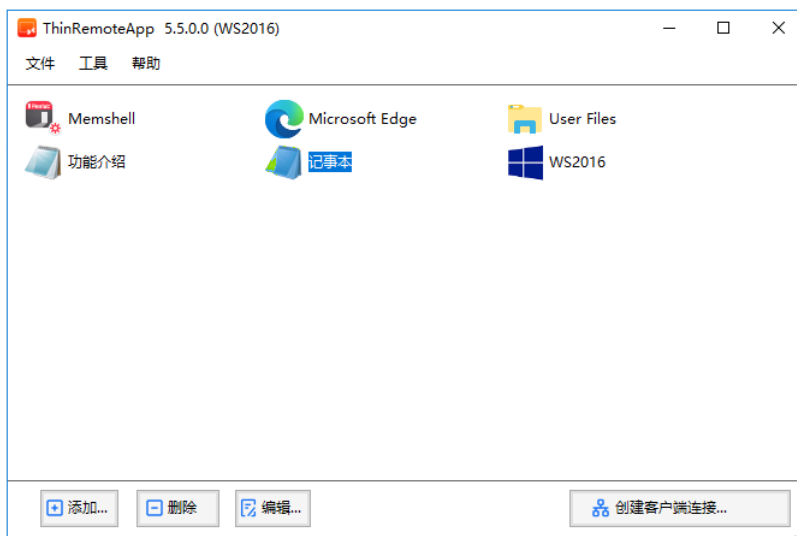 ThinRemoteApp 5.5.0.0 (WS2016)
文件 工具 帮助
Memshell Microsoft Edge User Files
功能介绍 记事本 WS2016
添加... 删除 编辑... 创建客户端连接...